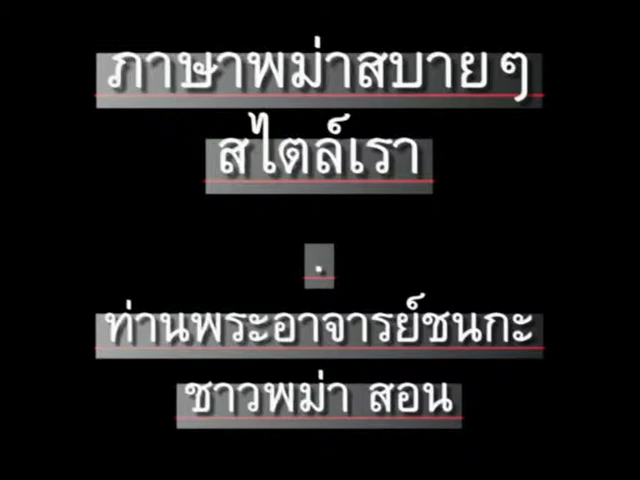 ภาษาพม่าสบายๆ
สไตล์เรา
.
ท่านพระอาจารย์ชนกะ
ชาวพม่า สอน